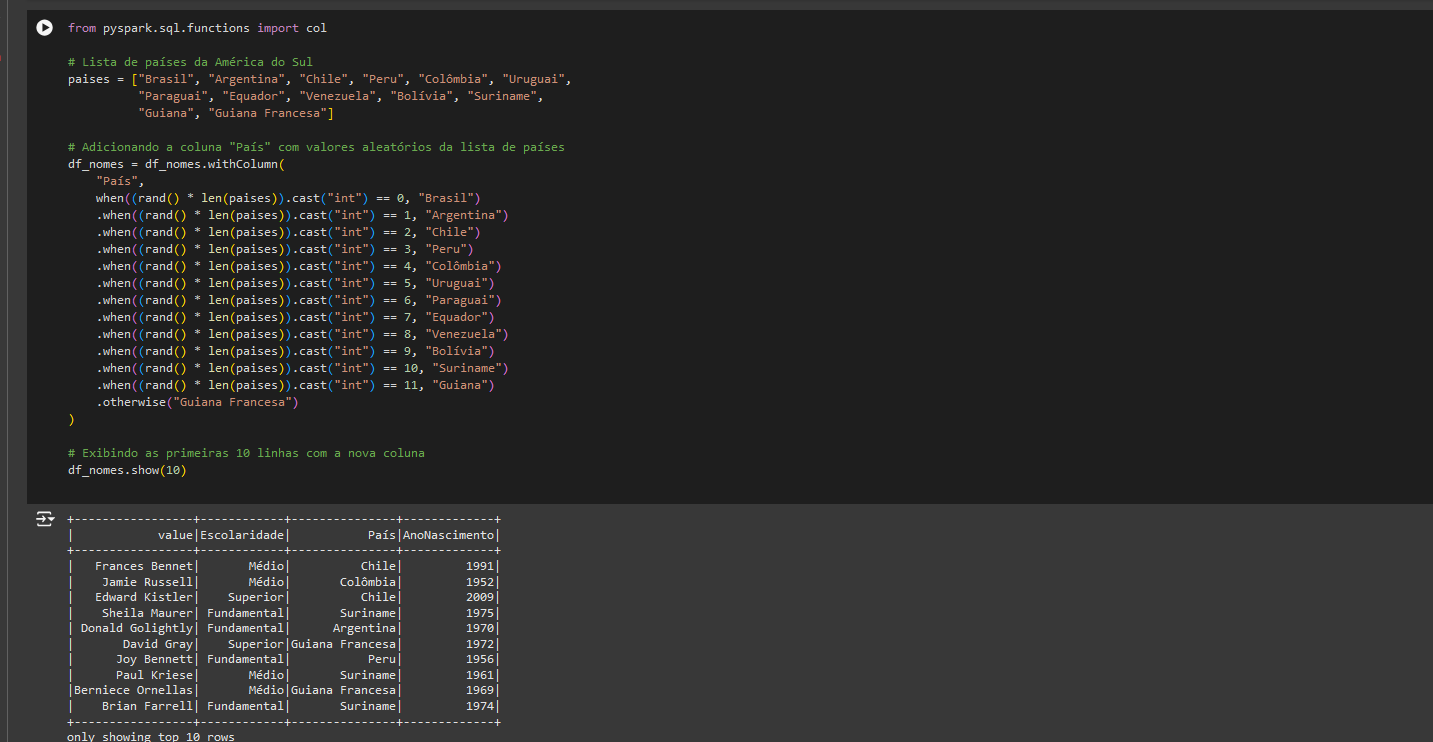 from pyspark.sql.functions import col
# Lista de países da América do Sul
paises = ["Brasil", "Argentina", "Chile", "Peru", "Colômbia", "Uruguai",
          "Paraguai", "Equador", "Venezuela", "Bolívia", "Suriname",
          "Guiana", "Guiana Francesa"]
# Adicionando a coluna "País" com valores aleatórios da lista de países
df_nomes = df_nomes.withColumn(
    "País",
    when((rand() * len(paises)).cast("int") == 0, "Brasil")
    .when((rand() * len(paises)).cast("int") == 1, "Argentina")
    .when((rand() * len(paises)).cast("int") == 2, "Chile")
    .when((rand() * len(paises)).cast("int") == 3, "Peru")
    .when((rand() * len(paises)).cast("int") == 4, "Colômbia")
    .when((rand() * len(paises)).cast("int") == 5, "Uruguai")
    .when((rand() * len(paises)).cast("int") == 6, "Paraguai")
    .when((rand() * len(paises)).cast("int") == 7, "Equador")
    .when((rand() * len(paises)).cast("int") == 8, "Venezuela")
    .when((rand() * len(paises)).cast("int") == 9, "Bolívia")
    .when((rand() * len(paises)).cast("int") == 10, "Suriname")
    .when((rand() * len(paises)).cast("int") == 11, "Guiana")
    .otherwise("Guiana Francesa")
)
# Exibindo as primeiras 10 linhas com a nova coluna
df_nomes.show(10)
+-----------------+------------+---------------+-------------+
|            value|Escolaridade|           País|AnoNascimento|
+-----------------+------------+---------------+-------------+
|   Frances Bennet|       Médio|          Chile|         1991|
|    Jamie Russell|       Médio|       Colômbia|         1952|
|   Edward Kistler|    Superior|          Chile|         2009|
|    Sheila Maurer| Fundamental|       Suriname|         1975|
| Donald Golightly| Fundamental|      Argentina|         1970|
|       David Gray|    Superior|Guiana Francesa|         1972|
|      Joy Bennett| Fundamental|           Peru|         1956|
|      Paul Kriese|       Médio|       Suriname|         1961|
|Berniece Ornellas|       Médio|Guiana Francesa|         1969|
|    Brian Farrell| Fundamental|       Suriname|         1974|
+-----------------+------------+---------------+-------------+
only showing top 10 rows